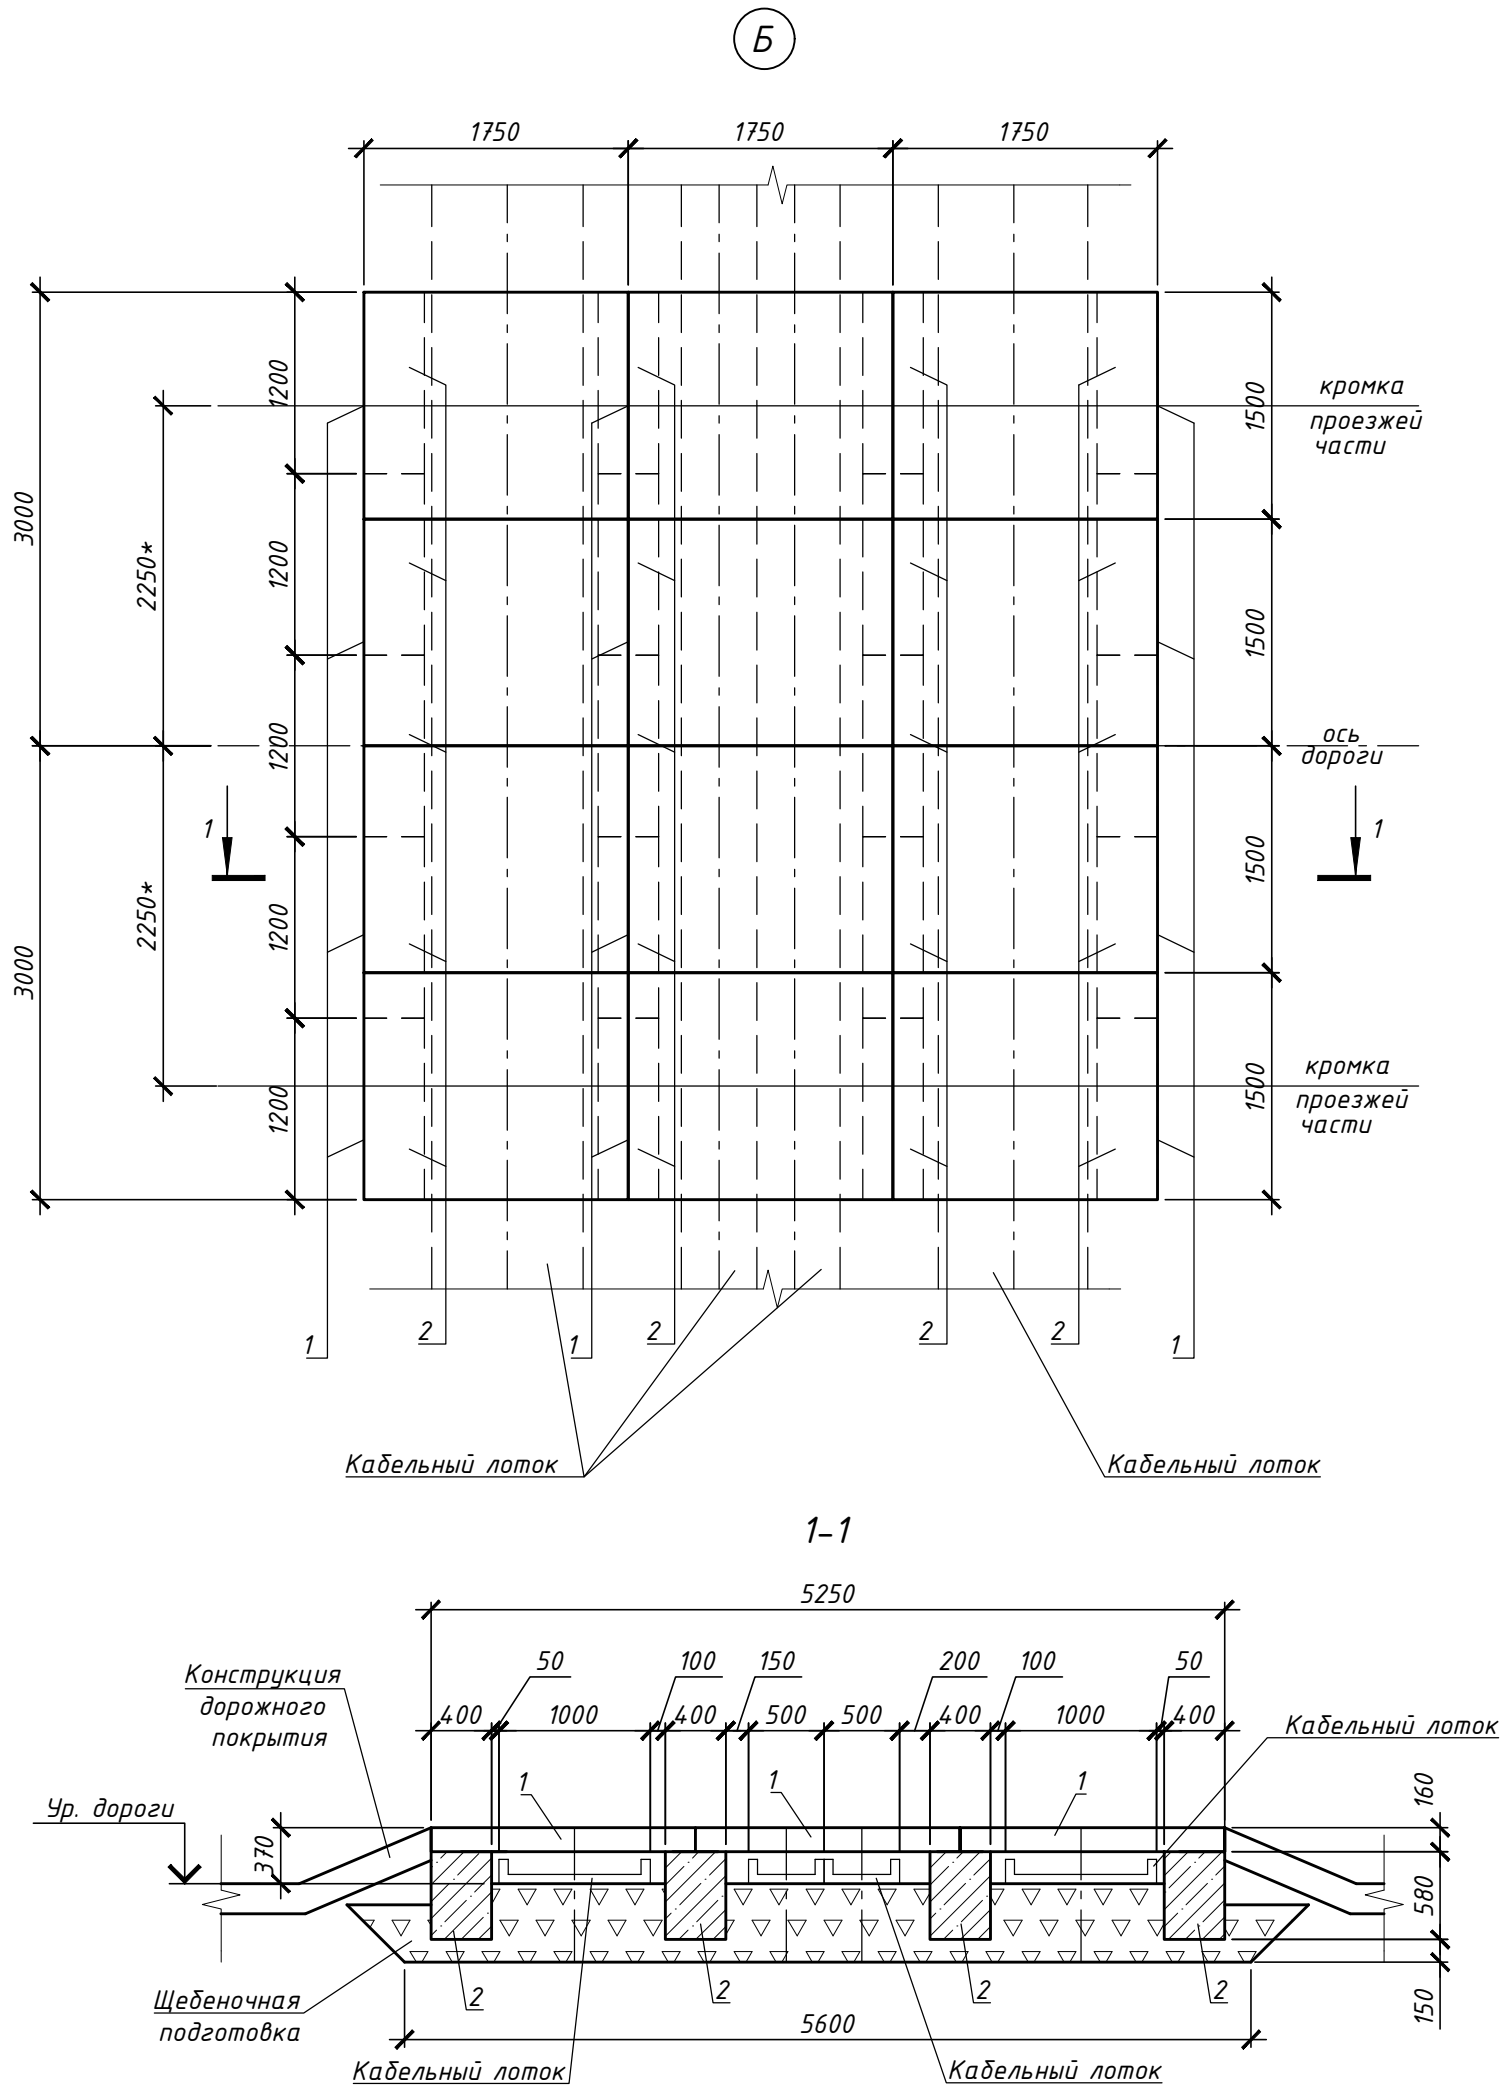 Б
1750
1750
1750
1200
1500
кромка
проезжей
части
3000
2250*
1200
1500
1200
ось
дороги
1
1
1500
2250*
1200
3000
1200
1500
кромка
проезжей
части
1
2
1
2
2
2
1
Кабельный лоток
Кабельный лоток
1-1
5250
50
100
150
200
100
50
Конструкция
дорожного
покрытия
400
1000
400
500
500
400
1000
400
Кабельный лоток
1
1
1
160
Ур. дороги
370
580
2
2
2
2
150
Щебеночная
подготовка
5600
Кабельный лоток
Кабельный лоток